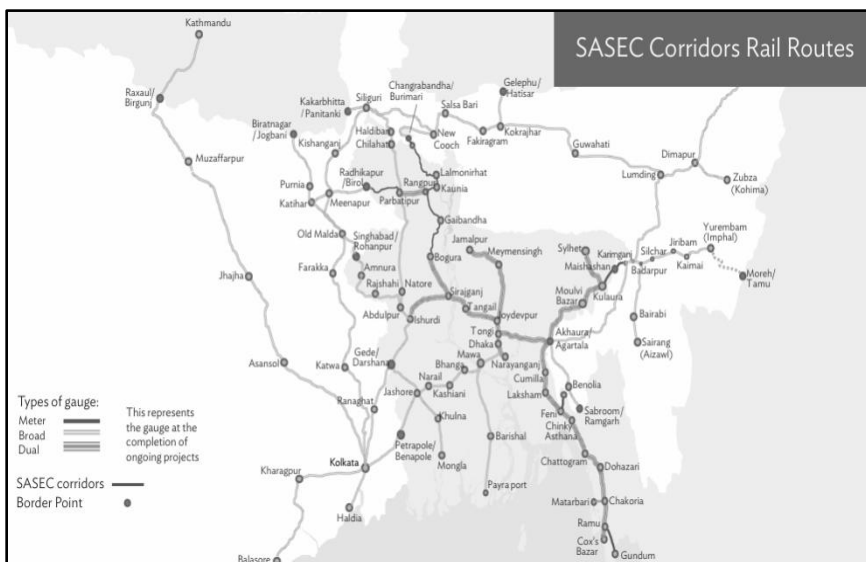 SASEC Corridors Rail Routes
Kathmandu
Raxaul/
Birgunj
Changrabandha/
Burimari
Gelephu/
Hatisar
Kakarbhitta
/ Panitanki
Siliguri
Salsa Bari
Biratnagar
/Jogbani
Kishanganj
Haldibari
Chilahati
New
Cooch
Fakiragram
Kokrajhar
Guwahati
Dimapur
Muzaffarpur
Radhikapur
/Birol
Rangpur
Lalmonirhat
Kaunia
Lumding
Zubza
(Kohima)
Purnia
Katihar
Meenapur
Parbatipur
Gaibandha
Old Malda
Singhabad/
Rohanpur
Jamalpur
Meymensingh
Sylhet
Maishashan
Karimganj
Silchar
Jiribam
Yurembam
(Imphal)
Badarpur
Kaimai
Moreh/
Tamu
Jhajha
Farakka
Amnura
Rajshahi
Natore
Bogura
Sirajganj
Tangail
Joydevpur
Moulvi
Bazar
Kulaura
Bairabi
Abdulpur
Ishurdi
Tongi
Dhaka
Akhaura/
Agartala
Sairang
(Aizawl)
Asansol
Katwa
Gede/
Darshana
Mawa
Bhanga
Narayanganj
Cumilla
Benolia
Narail
Kashiani
Laksham
Jashore
Feni
Sabroom/
Ramgarh
Chinky
Asthana
Ranaghat
Khulna
Barishal
Types of gauge:
Meter
Broad
Dual
This represents
the gauge at the
completion of
ongoing projects
Petrapole/
Benapole
Mongla
Chattogram
Dohazari
Kolkata
Kharagpur
SASEC corridors
Border Point
Payra port
Matarbari
Chakoria
Haldia
Ramu
Cox's
Bazar
Gundum
Balasore